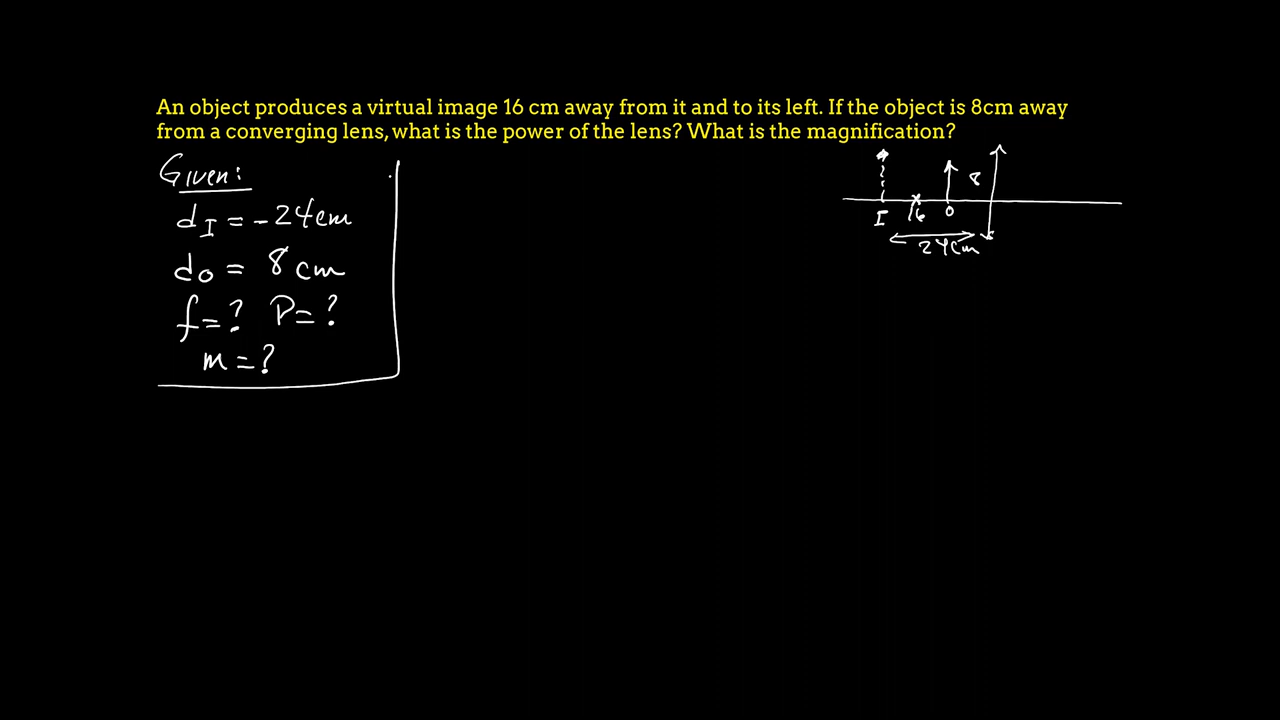 An object produces a virtual image 16 cm away from it and to its left. If the object is 8cm away
from a converging lens, what is the power of the lens? What is the magnification?
Given:
dI = -24cm
do = 8cm
f=? P=?
m=?
8
I 16 O
24cm